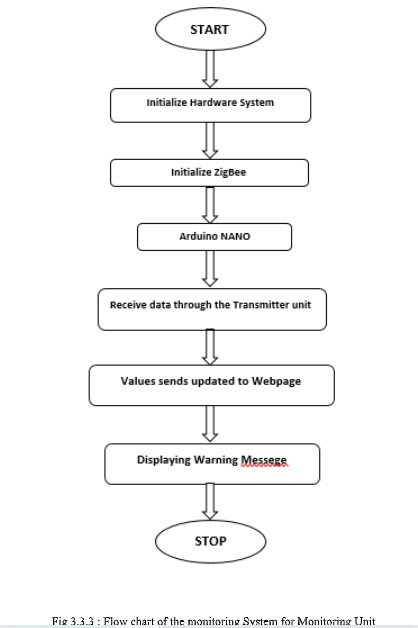 START
Initialize Hardware System
Initialize ZigBee
Arduino NANO
Receive data through the Transmitter unit
Values sends updated to Webpage
Displaying Warning Messege
STOP
Fig 3.3.3 : Flow chart of the monitoring System for Monitoring Unit